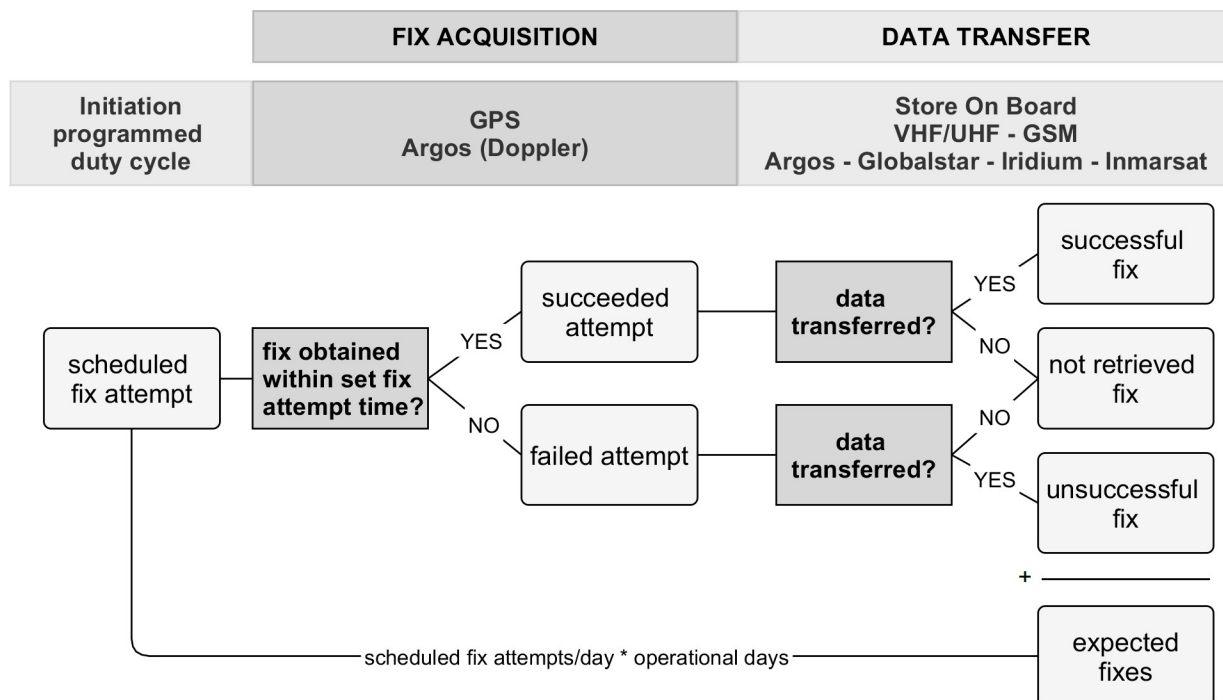 FIX ACQUISITION
DATA TRANSFER
Initiation
programmed
duty cycle
GPS
Argos (Doppler)
Store On Board
VHF/UHF - GSM
Argos - Globalstar - Iridium - Inmarsat
scheduled
fix attempt
fix obtained
within set fix
attempt time?
YES
NO
succeeded
attempt
failed attempt
data
transferred?
data
transferred?
YES
NO
NO
YES
successful
fix
not retrieved
fix
unsuccessful
fix
+
scheduled fix attempts/day * operational days
expected
fixes